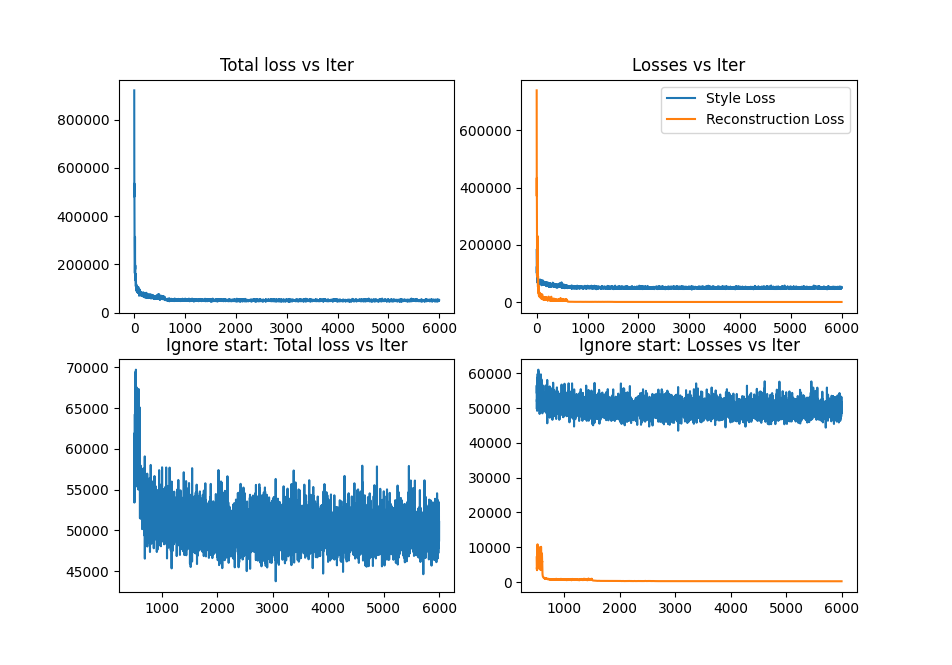 Total loss vs Iter
800000
600000
400000
200000
0
0 1000 2000 3000 4000 5000 6000
Losses vs Iter
Style Loss
Reconstruction Loss
600000
400000
200000
0
0 1000 2000 3000 4000 5000 6000
Ignore start: Total loss vs Iter
70000
65000
60000
55000
50000
45000
1000 2000 3000 4000 5000 6000
Ignore start: Losses vs Iter
60000
50000
40000
30000
20000
10000
0
1000 2000 3000 4000 5000 6000